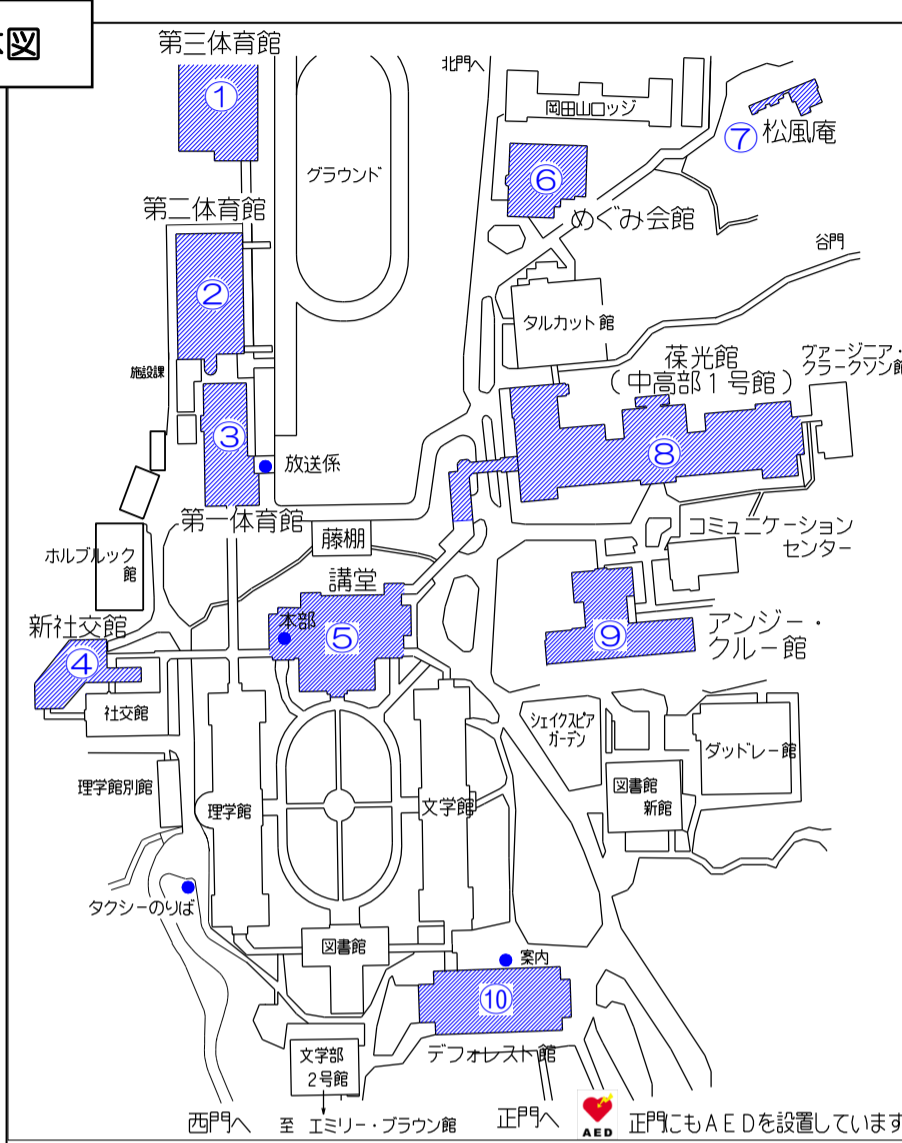 図
第三体育館
①
北門へ
岡田山ロッジ
⑦ 松風庵
グラウンド
⑥
めぐみ会館
第二体育館
②
谷門
タルカット館
施設課
葆光館
(中高部1号館)
ヴァージニア・
クラークソン館
③
放送係
⑧
第一体育館
藤棚
コミュニケーション
センター
ホルブルック
館
講堂
新社交館
本部
⑤
④
⑨
アンジー・
クルー館
社交館
シェイクスピア
ガーデン
ダッドレー館
理学館別館
理学館
文学館
図書館
新館
タクシーのりば
図書館
案内
⑩
文学部
2号館
デフォレスト館
西門へ
至 エミリー・ブラウン館
正門へ
AED
正門にもAEDを設置しています